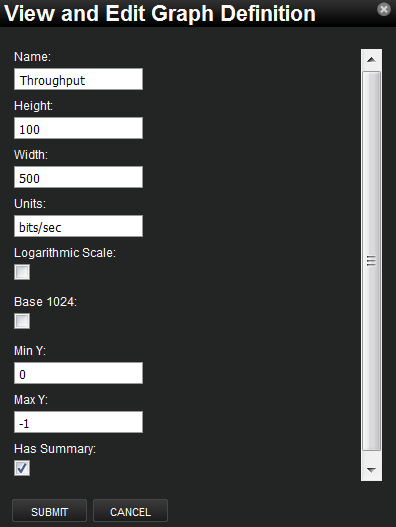 View and Edit Graph Definition
Name:
Throughput
Height:
100
Width:
500
Units:
bits/sec
Logarithmic Scale:
Base 1024:
Min Y:
0
Max Y:
-1
Has Summary:
SUBMIT CANCEL